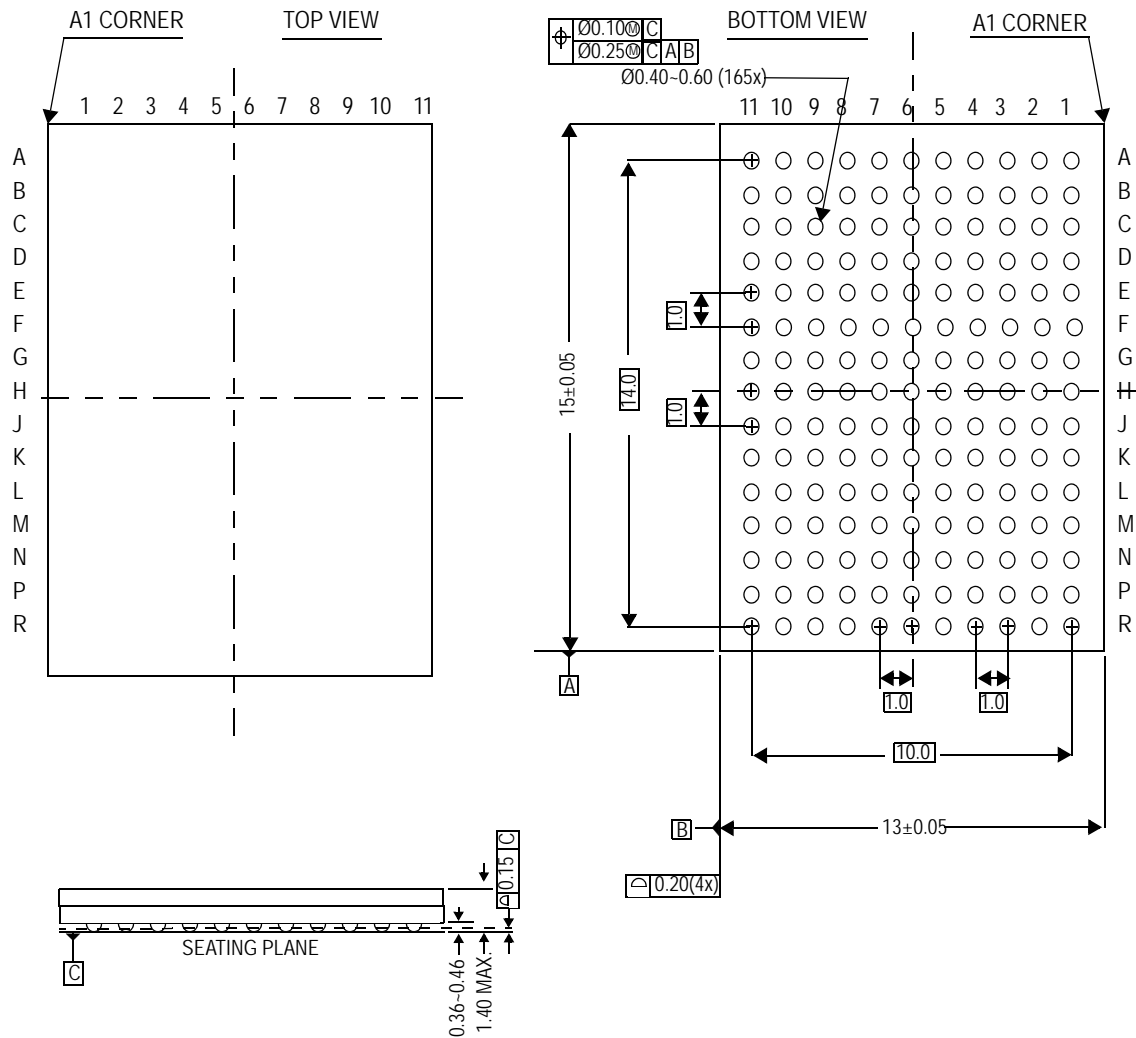 A1 CORNER
TOP VIEW
1 2 3 4 5 6 7 8 9 10 11
A
B
C
D
E
F
G
H
J
K
L
M
N
P
R
Ø0.10Ⓜ C
Ø0.25Ⓜ C A B
BOTTOM VIEW
A1 CORNER
Ø0.40~0.60 (165x)
11 10 9 8 7 6 5 4 3 2 1
A
B
C
D
E
F
G
H
J
K
L
M
N
P
R
1.0
1.0
14.0
15±0.05
A
1.0
1.0
10.0
B
13±0.05
0.20(4x)
0.15 C
SEATING PLANE
C
0.36~0.46
1.40 MAX.